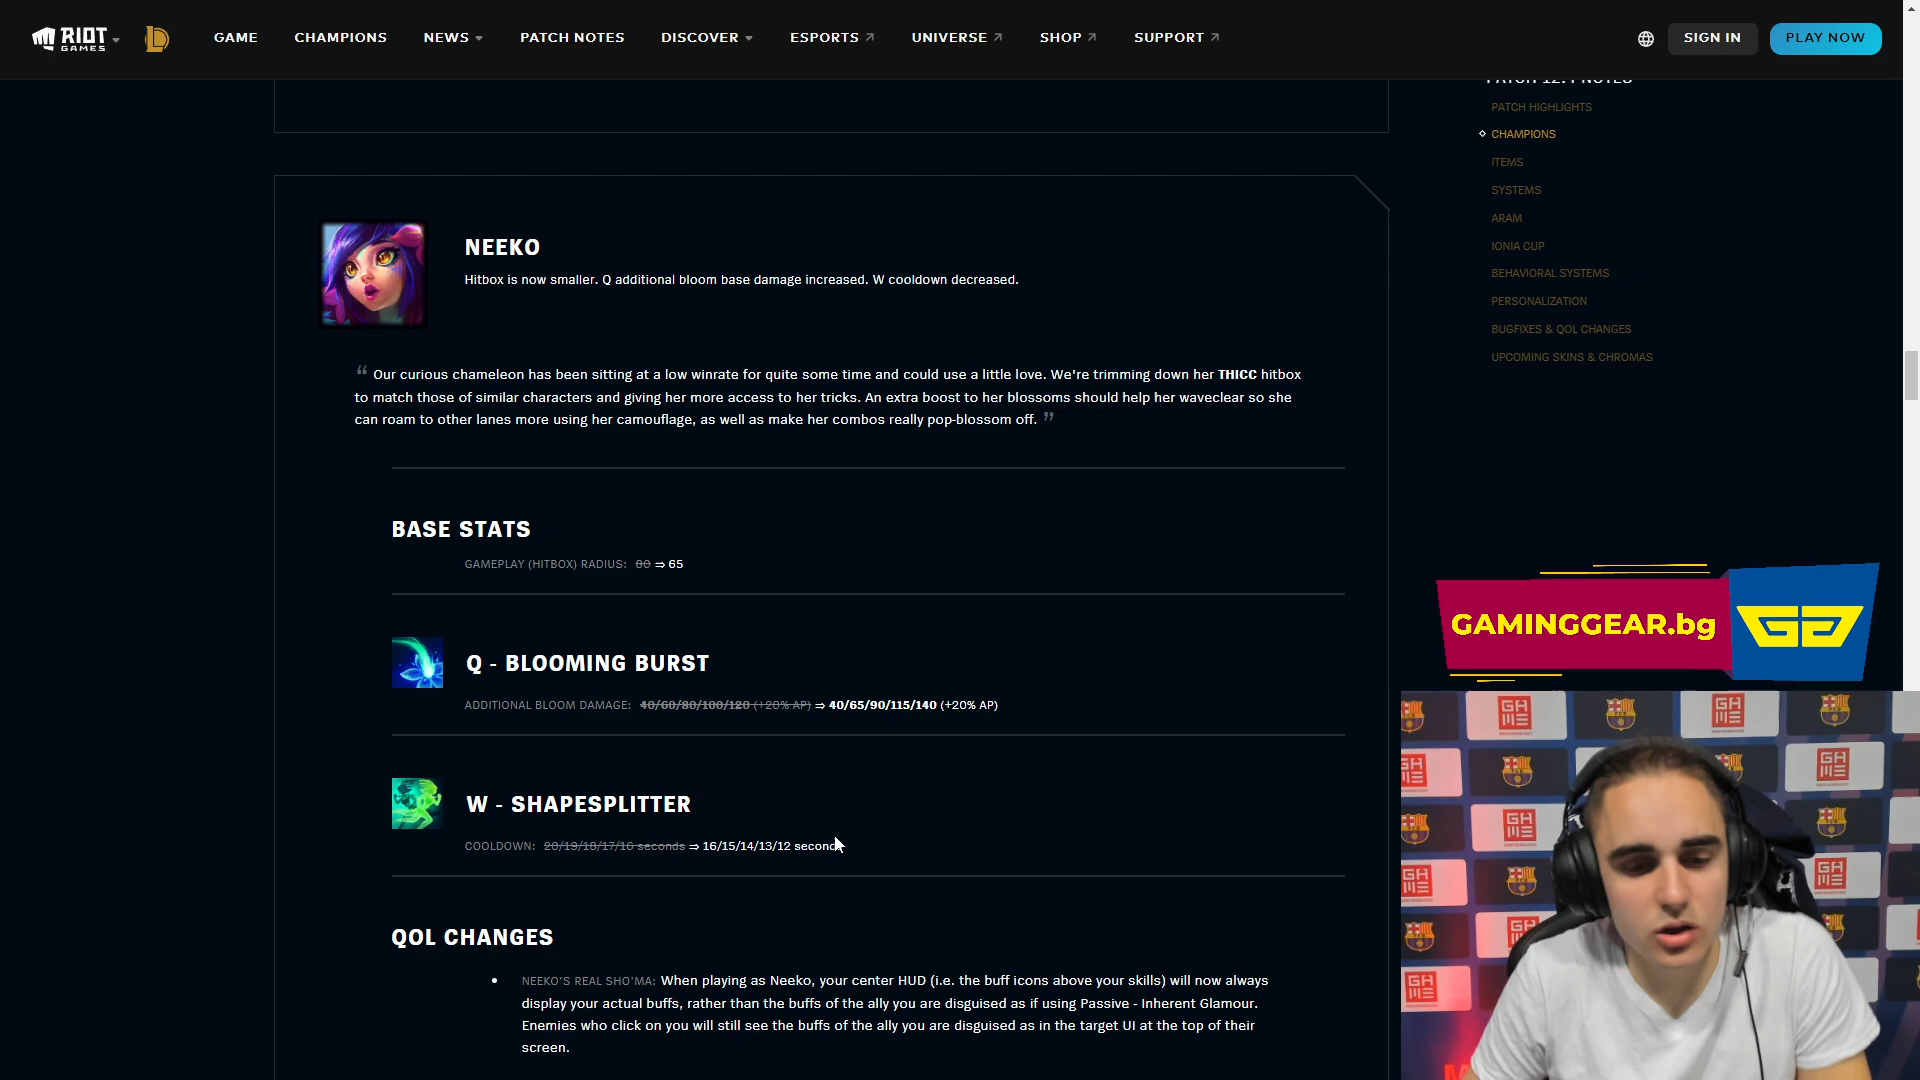 RIOT GAMES
GAME
CHAMPIONS
NEWS
PATCH NOTES
DISCOVER
ESPORTS
UNIVERSE
SHOP
SUPPORT
SIGN IN
PLAY NOW
PATCH HIGHLIGHTS
CHAMPIONS
ITEMS
SYSTEMS
ARAM
IONIA CUP
BEHAVIORAL SYSTEMS
PERSONALIZATION
BUGFIXES & QOL CHANGES
UPCOMING SKINS & CHROMAS
NEEKO
Hitbox is now smaller. Q additional bloom base damage increased. W cooldown decreased.
“ Our curious chameleon has been sitting at a low winrate for quite some time and could use a little love. We're trimming down her THICC hitbox
to match those of similar characters and giving her more access to her tricks. An extra boost to her blossoms should help her waveclear so she
can roam to other lanes more using her camouflage, as well as make her combos really pop-blossom off. ”
BASE STATS
GAMEPLAY (HITBOX) RADIUS: 80 ⇒ 65
Q - BLOOMING BURST
ADDITIONAL BLOOM DAMAGE: 40/60/80/100/120 (+20% AP) ⇒ 40/65/90/115/140 (+20% AP)
W - SHAPESPLITTER
COOLDOWN: 20/19/18/17/16 seconds ⇒ 16/15/14/13/12 second
QOL CHANGES
• NEEKO'S REAL SHO'MA: When playing as Neeko, your center HUD (i.e. the buff icons above your skills) will now always
display your actual buffs, rather than the buffs of the ally you are disguised as if using Passive - Inherent Glamour.
Enemies who click on you will still see the buffs of the ally you are disguised as in the target UI at the top of their
screen.
GAMINGGEAR.bg
GG